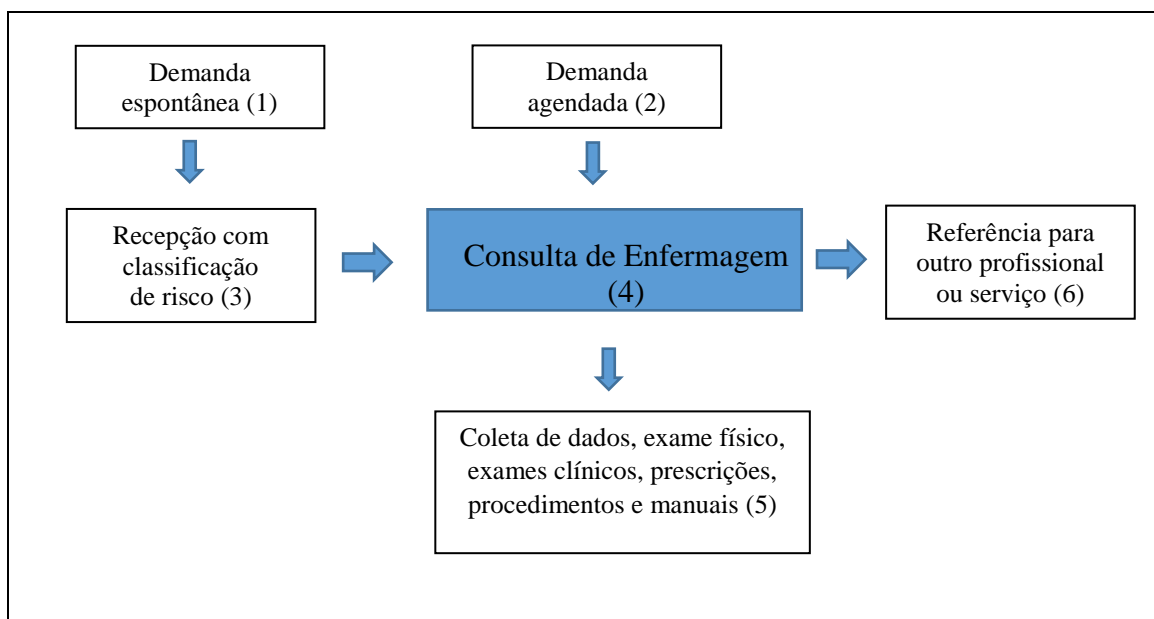 Demanda
espontânea (1)
Demanda
agendada (2)
Recepção com
classificação
de risco (3)
Consulta de Enfermagem
(4)
Referência para
outro profissional
ou serviço (6)
Coleta de dados, exame físico,
exames clínicos, prescrições,
procedimentos e manuais (5)